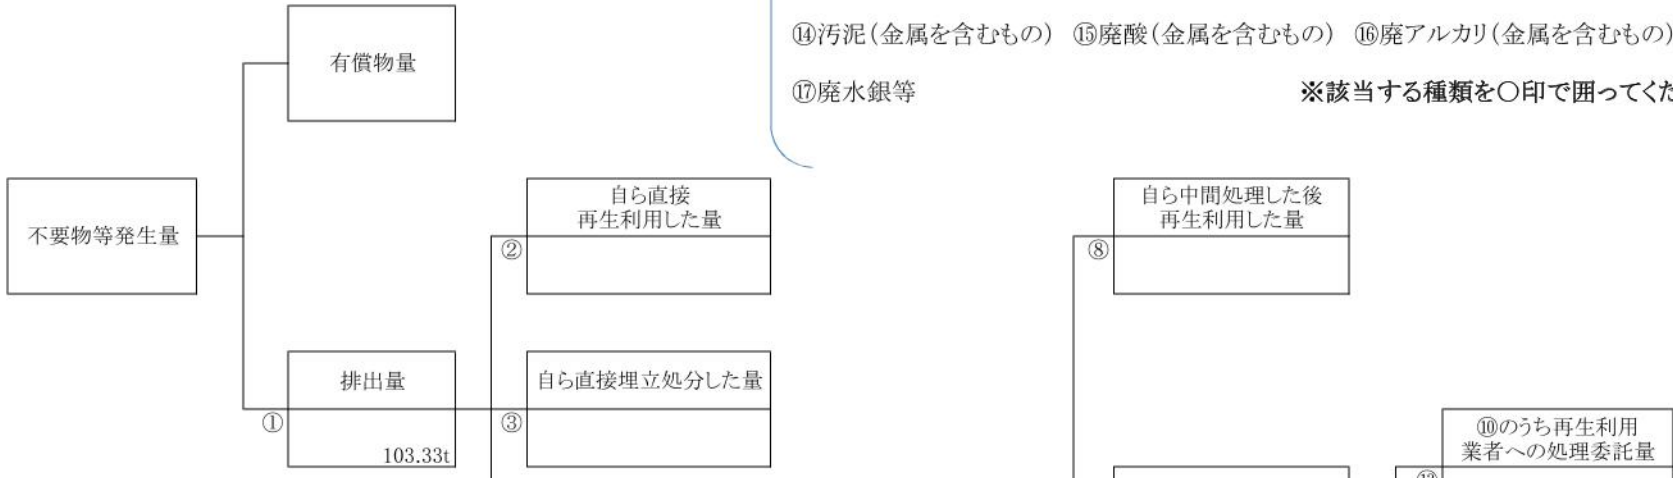 ⑭汚泥(金属を含むもの) ⑮廃酸(金属を含むもの) ⑯廃アルカリ(金属を含むもの)
⑰廃水銀等 ※該当する種類を○印で囲ってくだ
有償物量
不要物等発生量
自ら直接
再生利用した量
②
自ら中間処理した後
再生利用した量
⑧
排出量
①
103.33t
自ら直接埋立処分した量
③
⑩のうち再生利用
業者への処理委託量